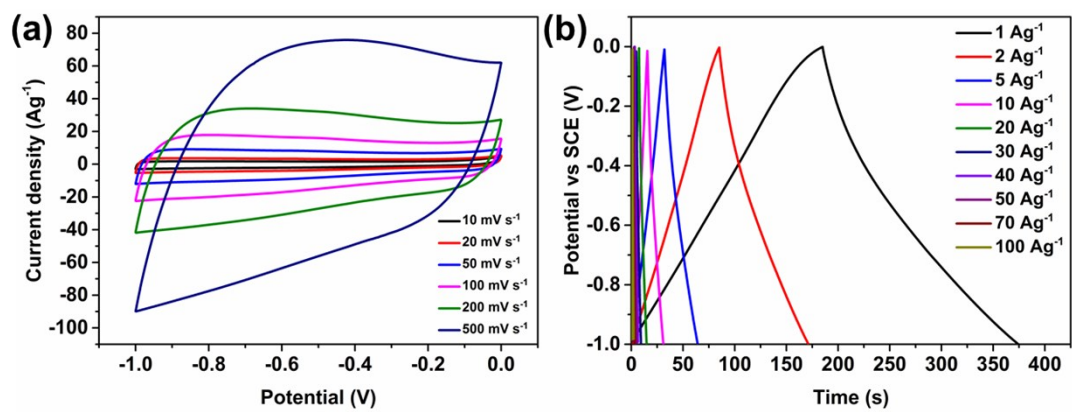 (a)
80
60
40
20
0
-20
-40
-60
-80
-100
Current density (Ag⁻¹)
-1.0 -0.8 -0.6 -0.4 -0.2 0.0
Potential (V)
10 mV s⁻¹
20 mV s⁻¹
50 mV s⁻¹
100 mV s⁻¹
200 mV s⁻¹
500 mV s⁻¹
(b)
0.0
-0.2
-0.4
-0.6
-0.8
-1.0
Potential vs SCE (V)
0 50 100 150 200 250 300 350 400
Time (s)
1 Ag⁻¹
2 Ag⁻¹
5 Ag⁻¹
10 Ag⁻¹
20 Ag⁻¹
30 Ag⁻¹
40 Ag⁻¹
50 Ag⁻¹
70 Ag⁻¹
100 Ag⁻¹